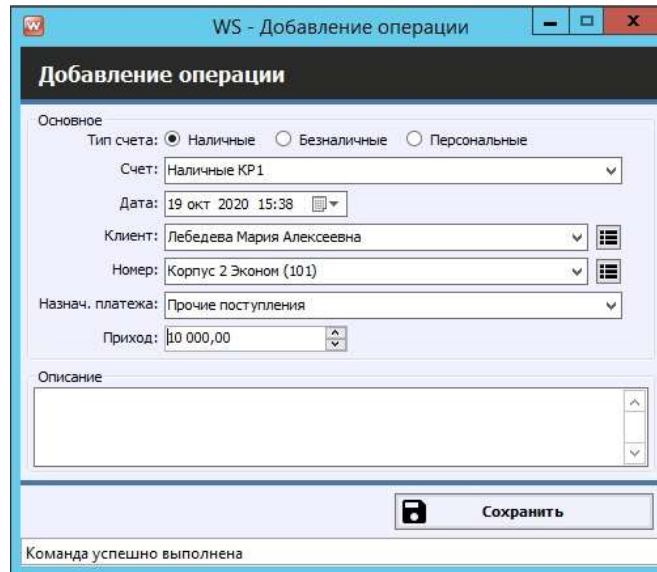 WS - Добавление операции
Добавление операции
Основное
Тип счета: Наличные Безналичные Персональные
Счет: Наличные КР1
Дата: 19 окт 2020 15:38
Клиент: Лебедева Мария Алексеевна
Номер: Корпус 2 Эконом (101)
Назнач. платежа: Прочие поступления
Приход: 10 000,00
Описание
Сохранить
Команда успешно выполнена